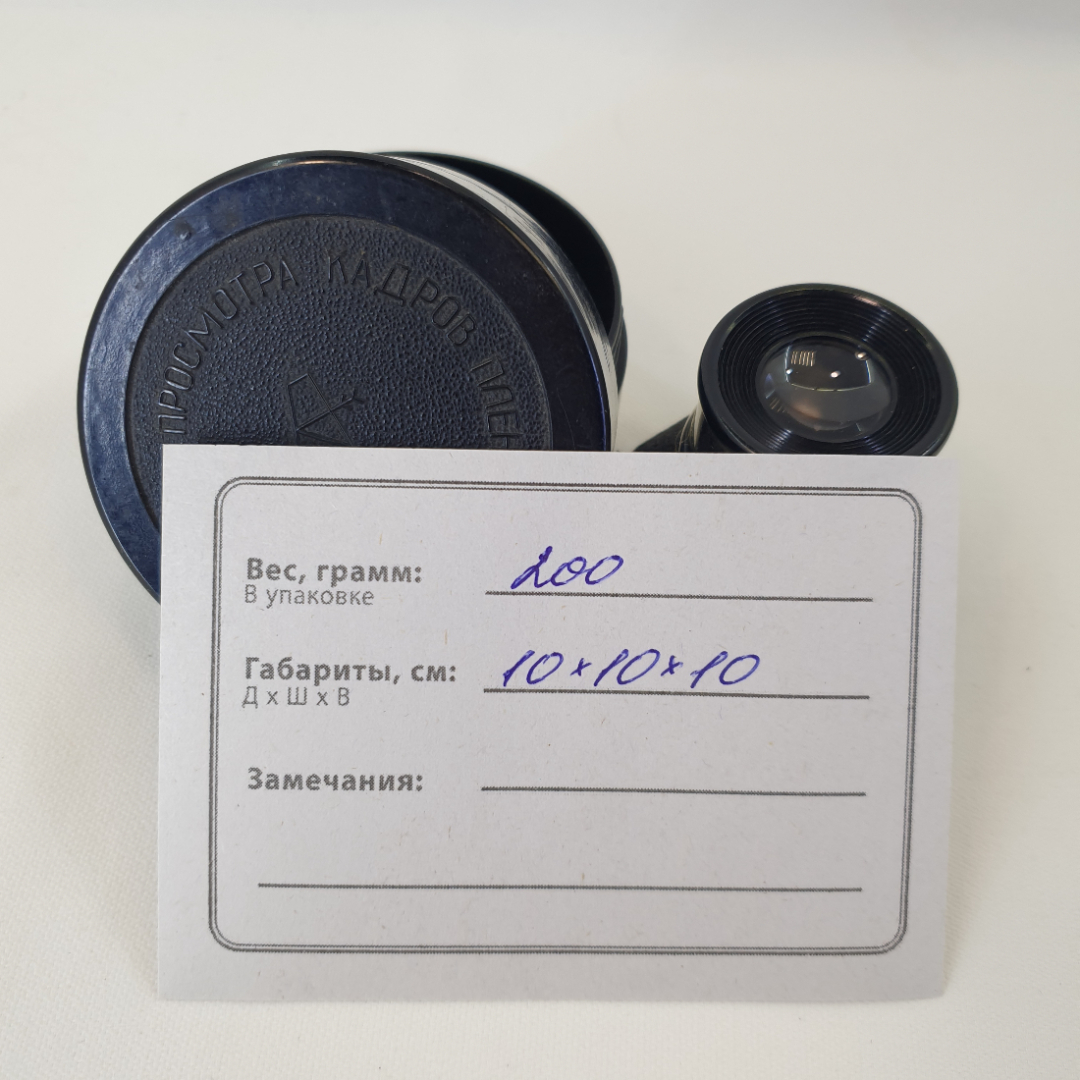 ПРОСМОТРА КАДРОВ
Вес, грамм: 200
В упаковке
Габариты, см: 10×10×10
Д х Ш х В
Замечания: